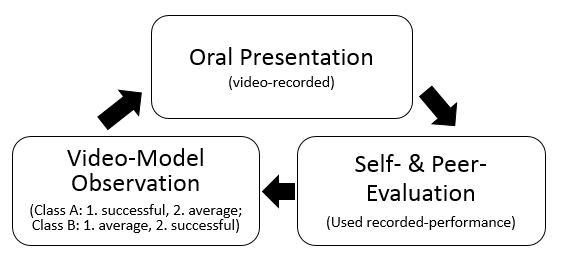 Oral Presentation
(video-recorded)
Video-Model
Observation
(Class A: 1. successful, 2. average;
Class B: 1. average, 2. successful)
Self- & Peer-
Evaluation
(Used recorded-performance)